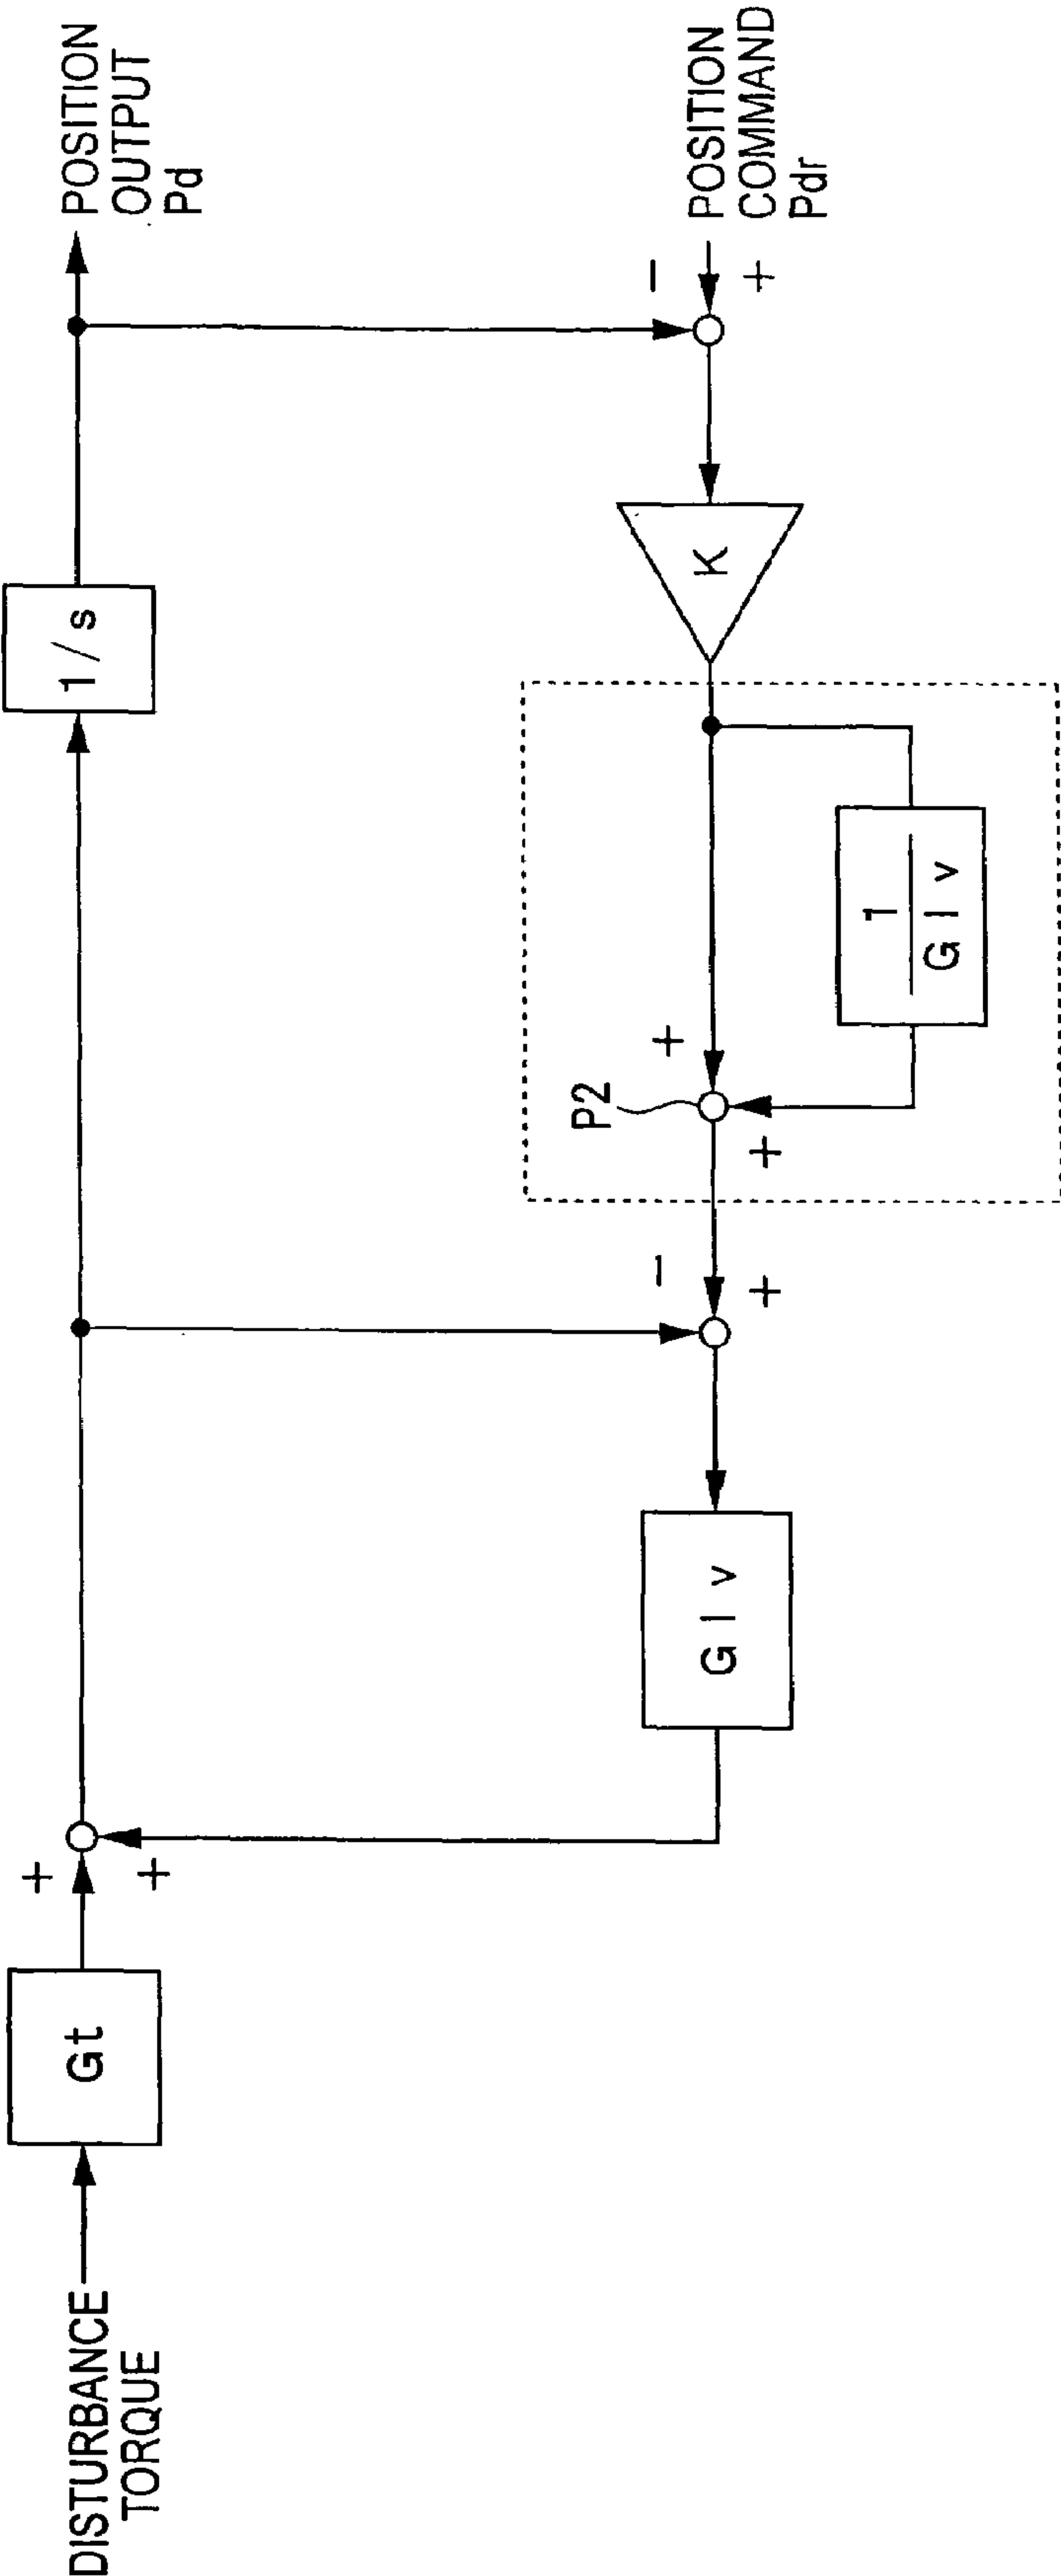 DISTURBANCE
TORQUE
Gt
+
+
1/s
POSITION
OUTPUT
Pd
−
+
P2
+
+
−
+
POSITION
COMMAND
Pdr
K
1
G l v
G l v